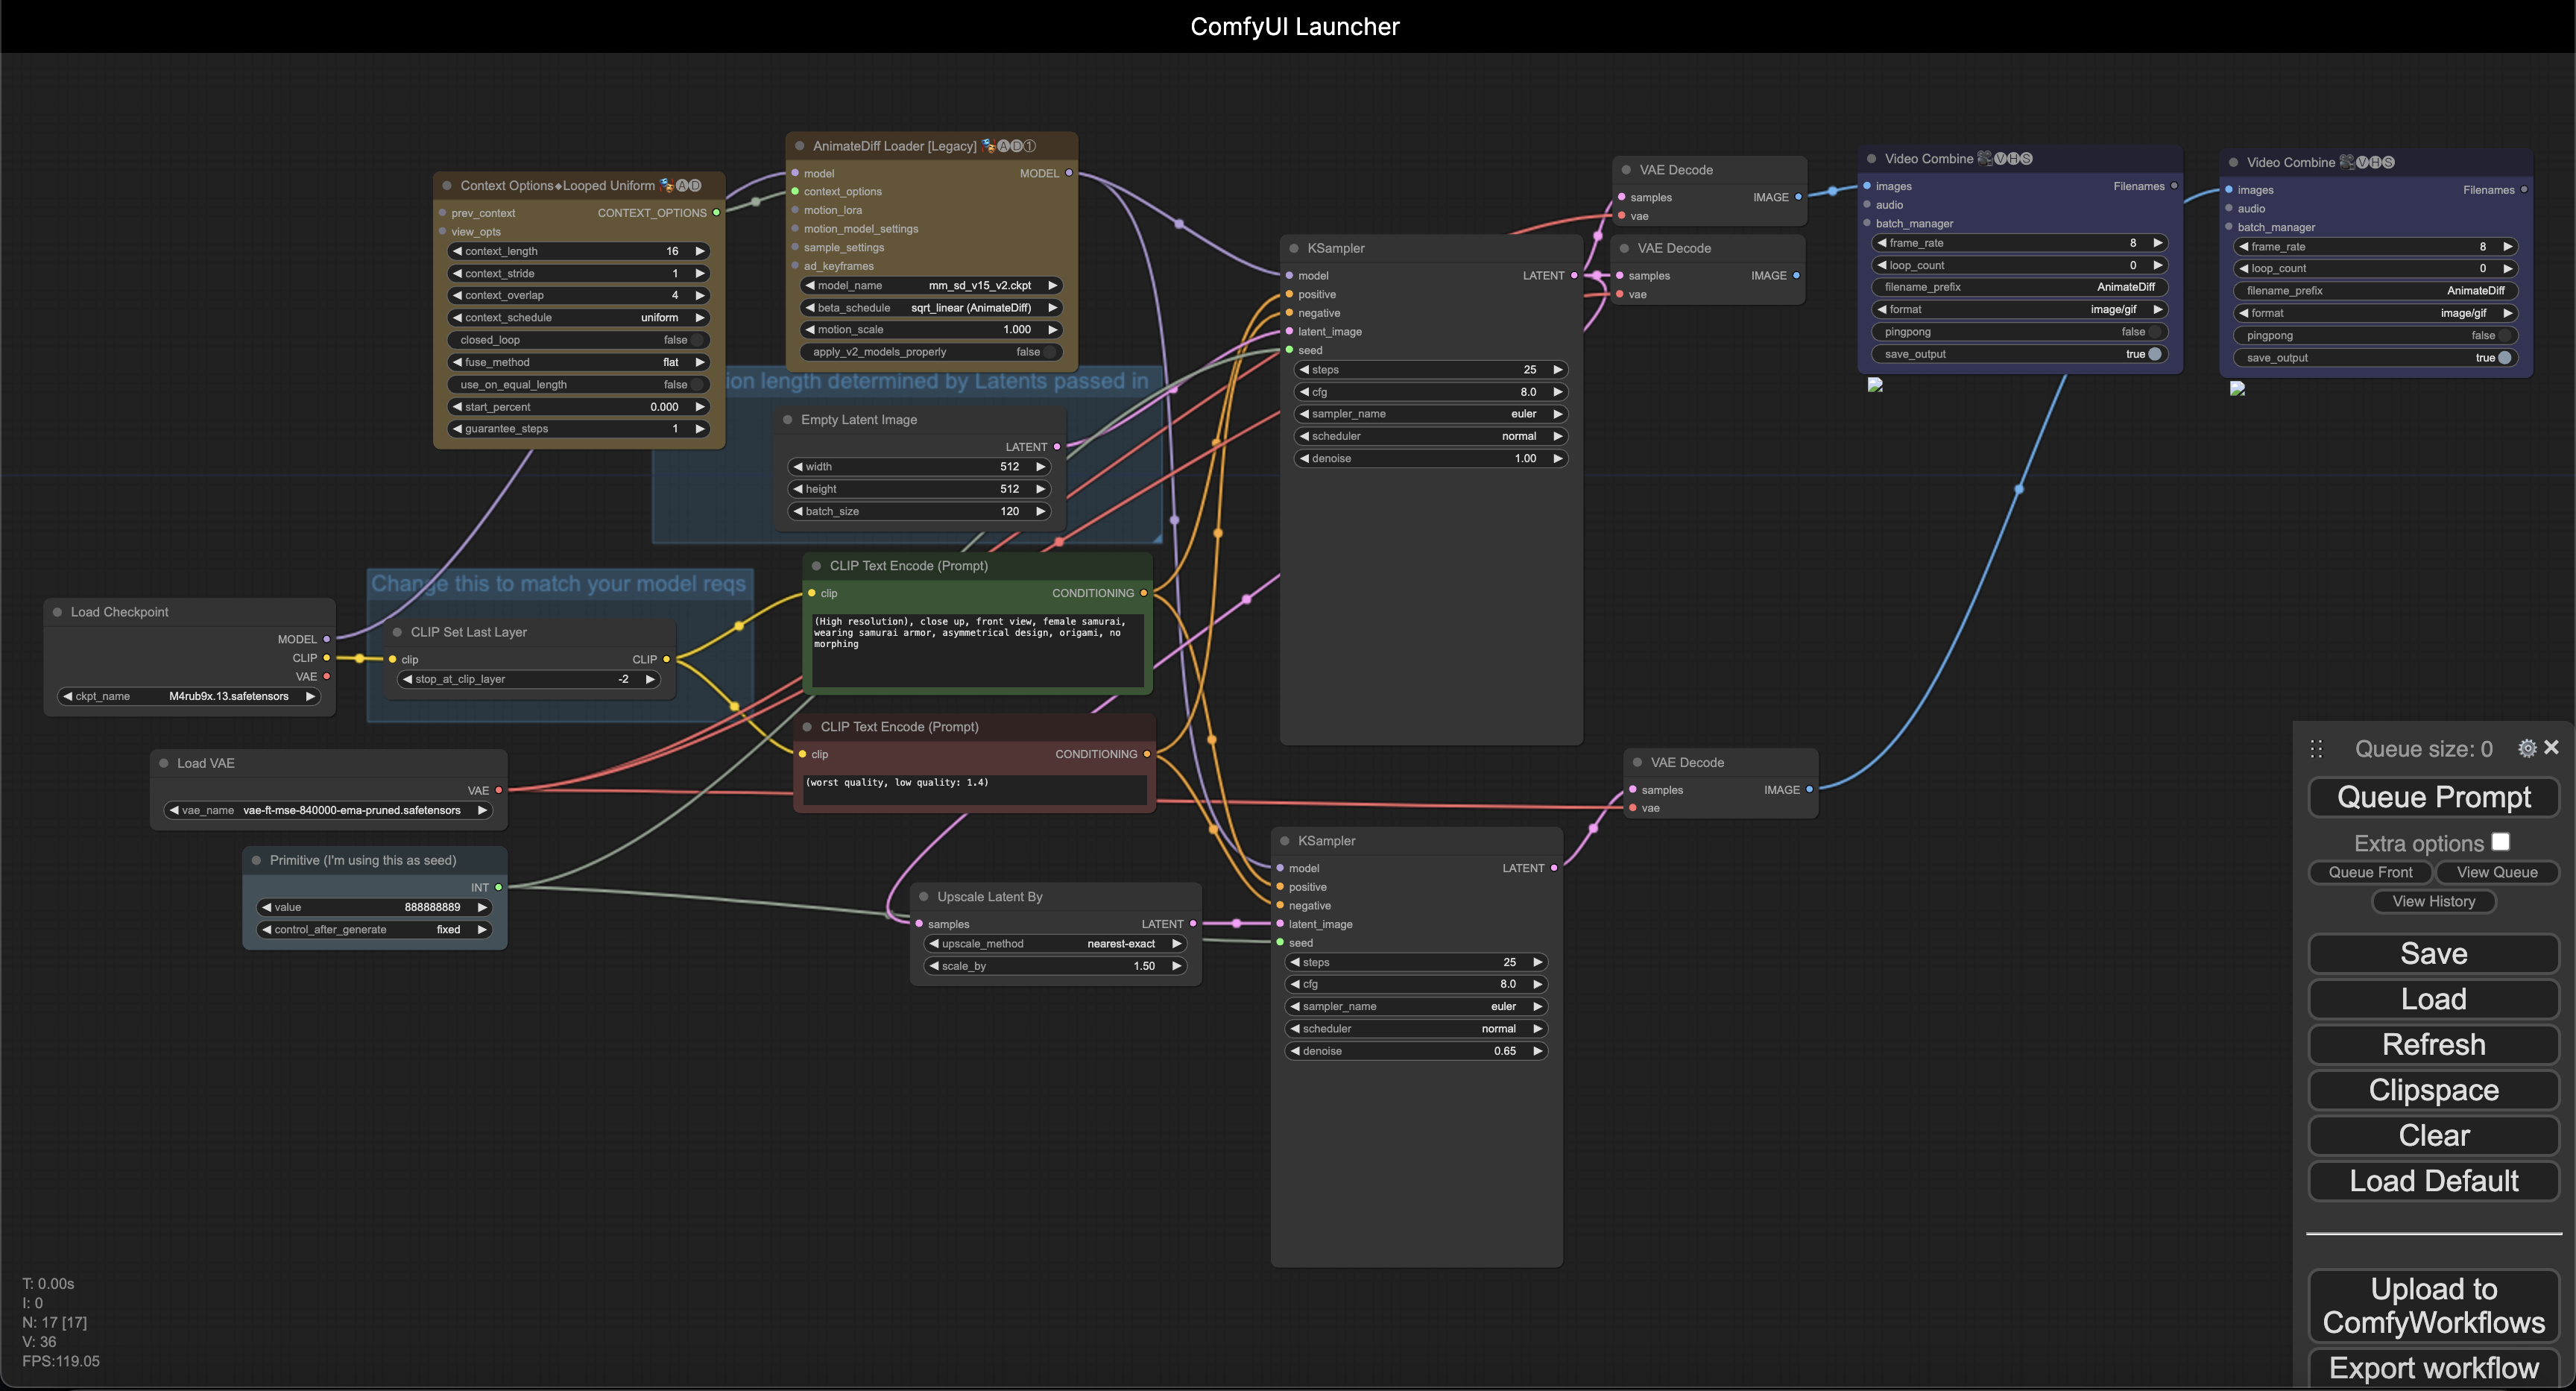 ComfyUI Launcher
Context Options⬥Looped Uniform 🎭🅐🅓
prev_context CONTEXT_OPTIONS
view_opts
context_length 16
context_stride 1
context_overlap 4
context_schedule uniform
closed_loop false
fuse_method flat
use_on_equal_length false
start_percent 0.000
guarantee_steps 1
AnimateDiff Loader [Legacy] 🎭🅐🅓①
model MODEL
context_options
motion_lora
motion_model_settings
sample_settings
ad_keyframes
model_name mm_sd_v15_v2.ckpt
beta_schedule sqrt_linear (AnimateDiff)
motion_scale 1.000
apply_v2_models_properly false
ion length determined by Latents passed in
Empty Latent Image
LATENT
width 512
height 512
batch_size 120
KSampler
model LATENT
positive
negative
latent_image
seed
steps 25
cfg 8.0
sampler_name euler
scheduler normal
denoise 1.00
VAE Decode
samples IMAGE
vae
VAE Decode
samples IMAGE
vae
Video Combine 🎥🅥🅗🅢
images Filenames
audio
batch_manager
frame_rate 8
loop_count 0
filename_prefix AnimateDiff
format image/gif
pingpong false
save_output true
Video Combine 🎥🅥🅗🅢
images Filenames
audio
batch_manager
frame_rate 8
loop_count 0
filename_prefix AnimateDiff
format image/gif
pingpong false
save_output true
Load Checkpoint
MODEL
CLIP
VAE
ckpt_name M4rub9x.13.safetensors
Change this to match your model reqs
CLIP Set Last Layer
clip CLIP
stop_at_clip_layer -2
CLIP Text Encode (Prompt)
clip CONDITIONING
(High resolution), close up, front view, female samurai,
wearing samurai armor, asymmetrical design, origami, no
morphing
CLIP Text Encode (Prompt)
clip CONDITIONING
(worst quality, low quality: 1.4)
Load VAE
VAE
vae_name vae-ft-mse-840000-ema-pruned.safetensors
Primitive (I'm using this as seed)
INT
value 888888889
control_after_generate fixed
Upscale Latent By
samples LATENT
upscale_method nearest-exact
scale_by 1.50
KSampler
model LATENT
positive
negative
latent_image
seed
steps 25
cfg 8.0
sampler_name euler
scheduler normal
denoise 0.65
VAE Decode
samples IMAGE
vae
Queue size: 0
Queue Prompt
Extra options
Queue Front View Queue
View History
Save
Load
Refresh
Clipspace
Clear
Load Default
Upload to
ComfyWorkflows
Export workflow
T: 0.00s
I: 0
N: 17 [17]
V: 36
FPS:119.05